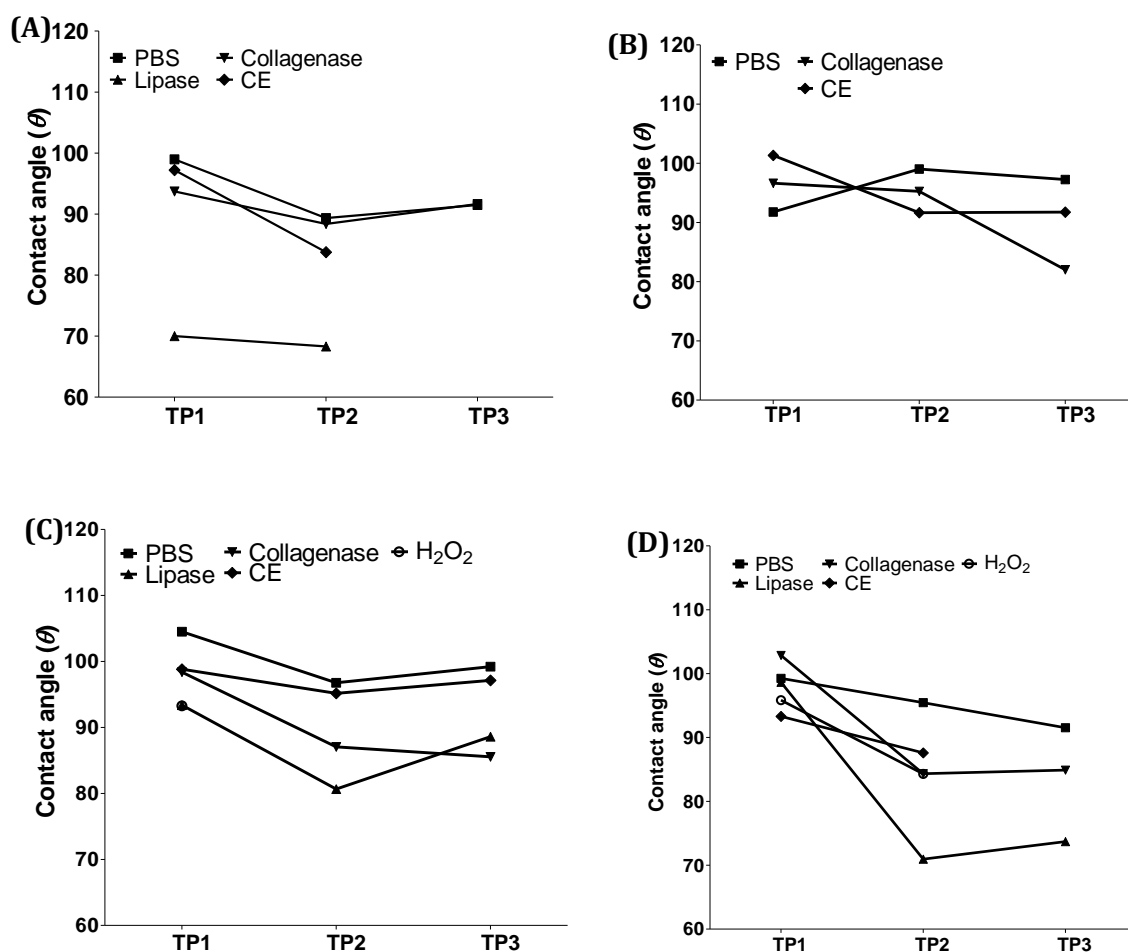 (A)
120
110
100
90
80
70
60
Contact angle (θ)
PBS Collagenase
Lipase CE
TP1 TP2 TP3
(B)
120
110
100
90
80
70
60
Contact angle (θ)
PBS Collagenase
CE
TP1 TP2 TP3
(C)
120
110
100
90
80
70
60
Contact angle (θ)
PBS Collagenase H₂O₂
Lipase CE
TP1 TP2 TP3
(D)
120
110
100
90
80
70
60
Contact angle (θ)
PBS Collagenase H₂O₂
Lipase CE
TP1 TP2 TP3